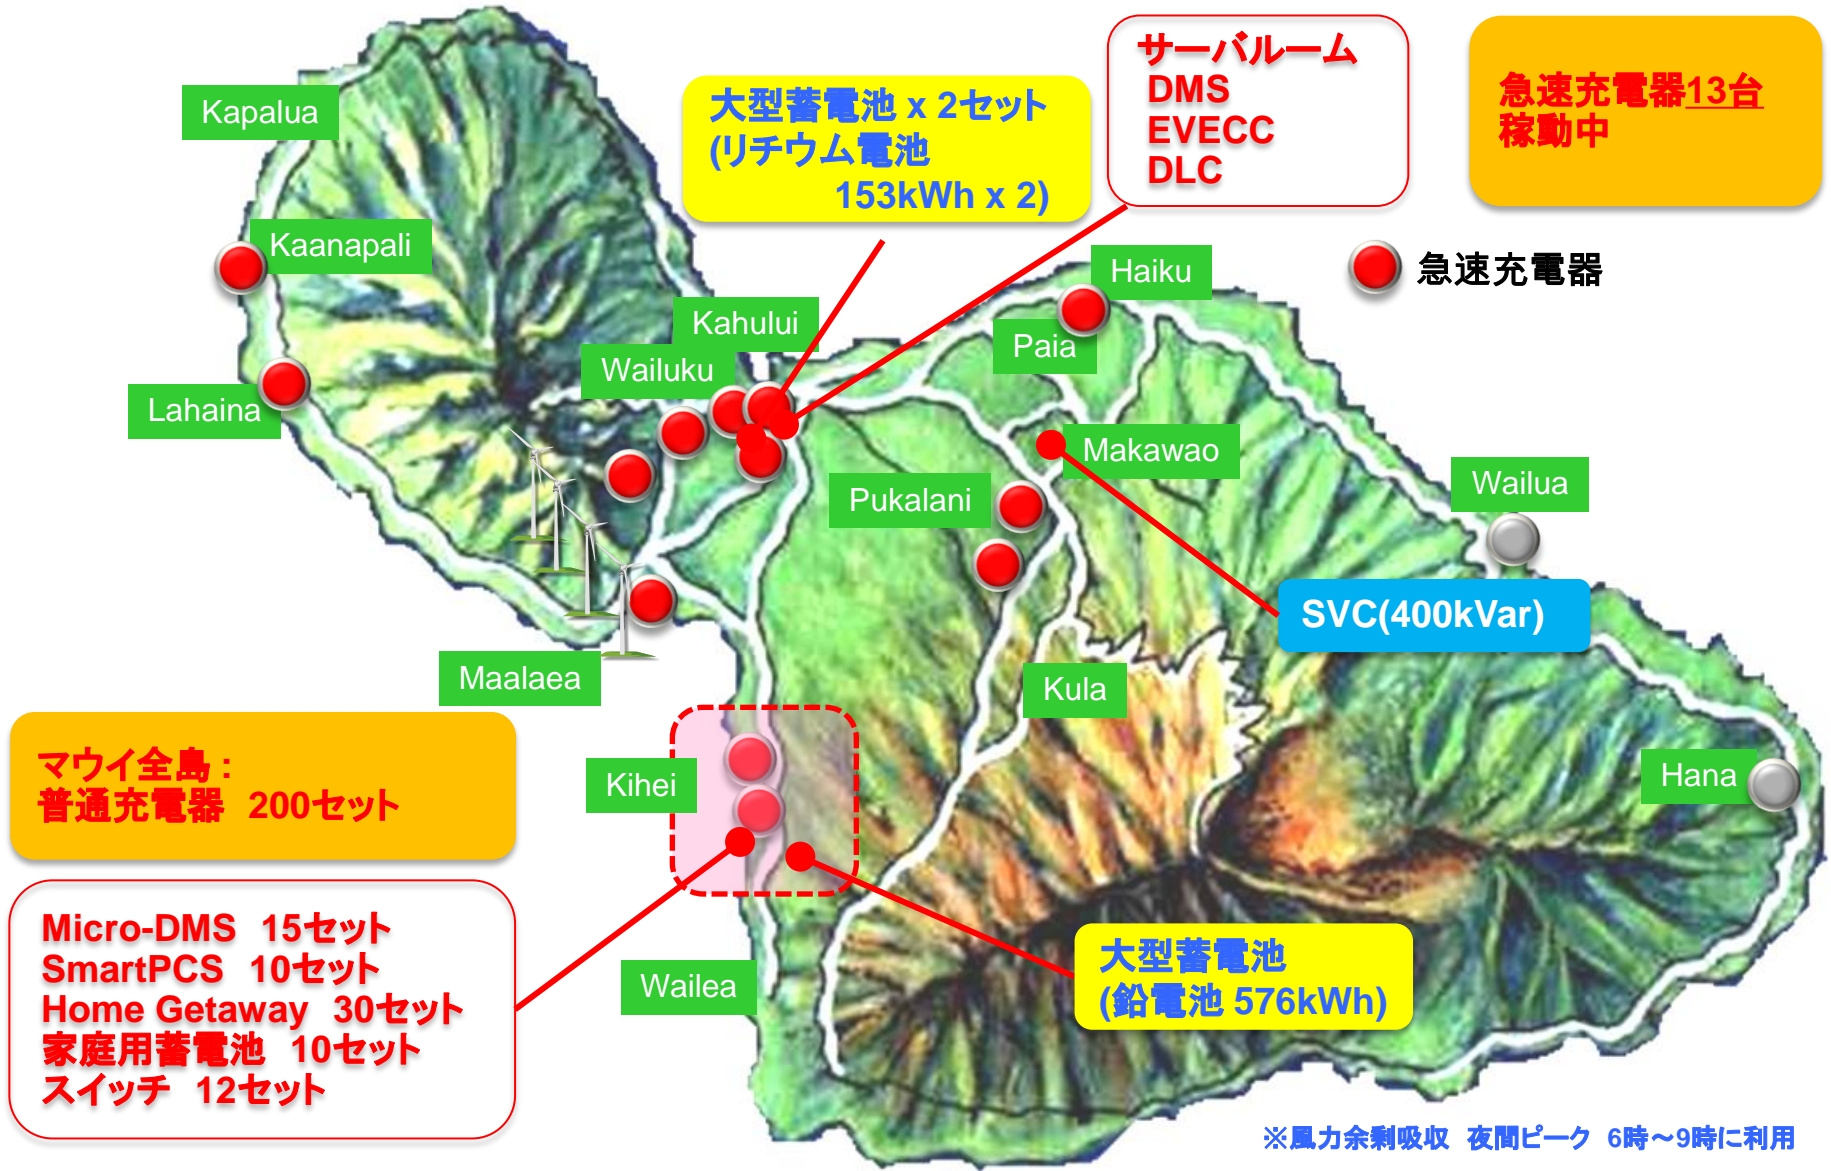 サーバルーム
DMS
EVECC
DLC
急速充電器13台
稼動中
大型蓄電池 x 2セット
(リチウム電池
153kWh x 2)
Kapalua
Kaanapali
Haiku
急速充電器
Kahului
Paia
Wailuku
Lahaina
Makawao
Wailua
Pukalani
SVC(400kVar)
Maalaea
Kula
マウイ全島：
普通充電器 200セット
Kihei
Hana
Micro-DMS 15セット
SmartPCS 10セット
Home Getaway 30セット
家庭用蓄電池 10セット
スイッチ 12セット
Wailea
大型蓄電池
(鉛電池 576kWh)
※風力余剰吸収 夜間ピーク 6時～9時に利用